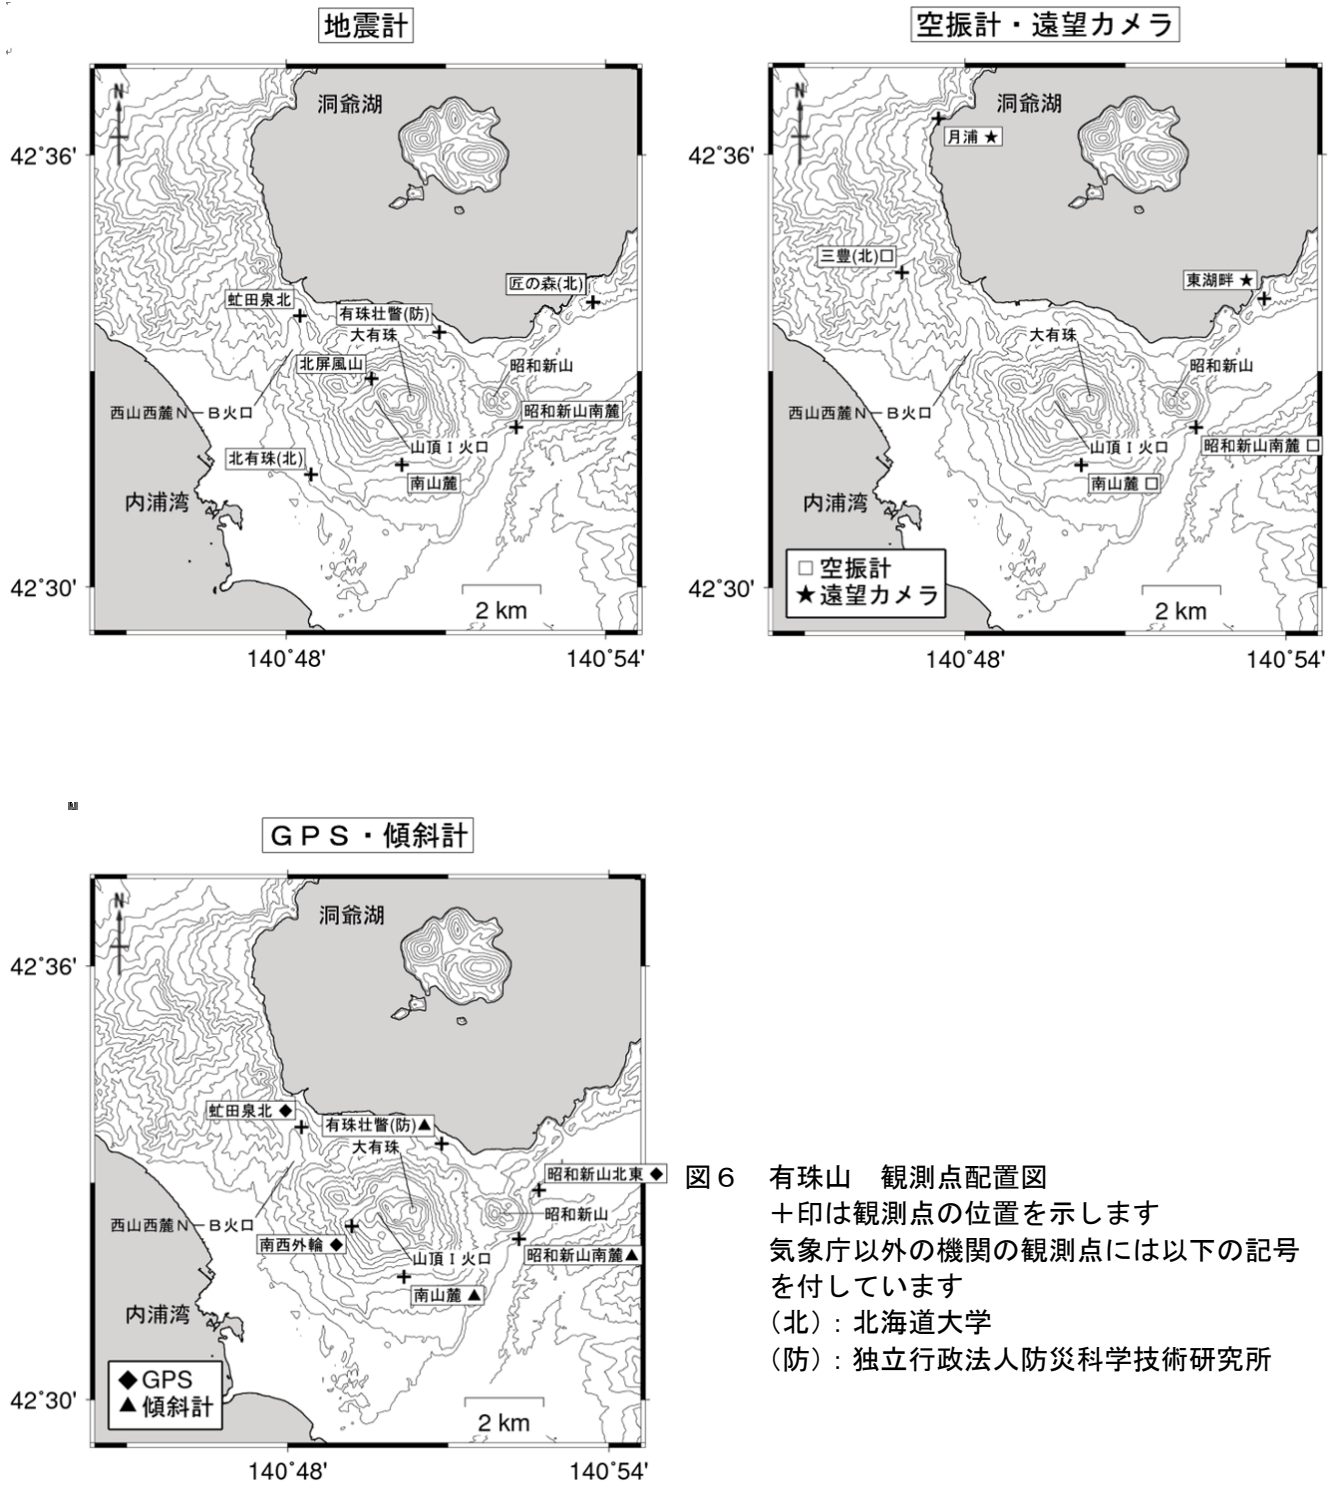 地震計
N
洞爺湖
42°36'
匠の森(北)
虻田泉北
有珠壮瞥(防)
大有珠
北屏風山
昭和新山
西山西麓Ｎ－Ｂ火口
昭和新山南麓
山頂Ｉ火口
北有珠(北)
南山麓
内浦湾
42°30'
2 km
140°48'
140°54'
空振計・遠望カメラ
N
洞爺湖
月浦 ★
42°36'
三豊(北)□
東湖畔 ★
大有珠
昭和新山
西山西麓Ｎ－Ｂ火口
山頂Ｉ火口
昭和新山南麓 □
南山麓 □
内浦湾
□ 空振計
★遠望カメラ
42°30'
2 km
140°48'
140°54'
ＧＰＳ・傾斜計
N
洞爺湖
42°36'
虻田泉北 ◆
有珠壮瞥(防)▲
大有珠
昭和新山北東 ◆
昭和新山
西山西麓Ｎ－Ｂ火口
南西外輪 ◆
昭和新山南麓▲
山頂Ｉ火口
南山麓 ▲
内浦湾
◆GPS
▲傾斜計
42°30'
2 km
140°48'
140°54'
図６　有珠山　観測点配置図
＋印は観測点の位置を示します
気象庁以外の機関の観測点には以下の記号
を付しています
（北）：北海道大学
（防）：独立行政法人防災科学技術研究所